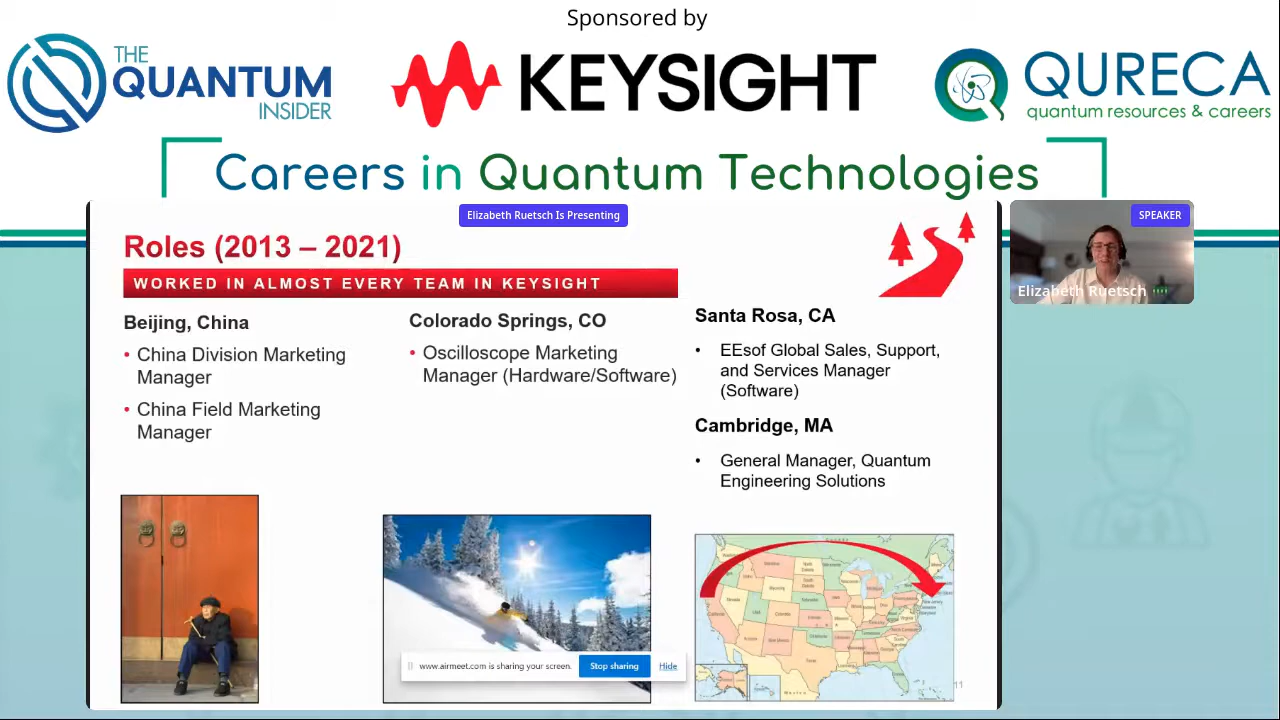 Sponsored by
THE
QUANTUM
INSIDER
KEYSIGHT
QURECA
quantum resources & careers
Careers in Quantum Technologies
Elizabeth Ruetsch Is Presenting
SPEAKER
Elizabeth Ruetsch
Roles (2013 – 2021)
WORKED IN ALMOST EVERY TEAM IN KEYSIGHT
Beijing, China
• China Division Marketing
Manager
• China Field Marketing
Manager
Colorado Springs, CO
• Oscilloscope Marketing
Manager (Hardware/Software)
Santa Rosa, CA
• EEsof Global Sales, Support,
and Services Manager
(Software)
Cambridge, MA
• General Manager, Quantum
Engineering Solutions
www.airmeet.com is sharing your screen.
Stop sharing
Hide
11